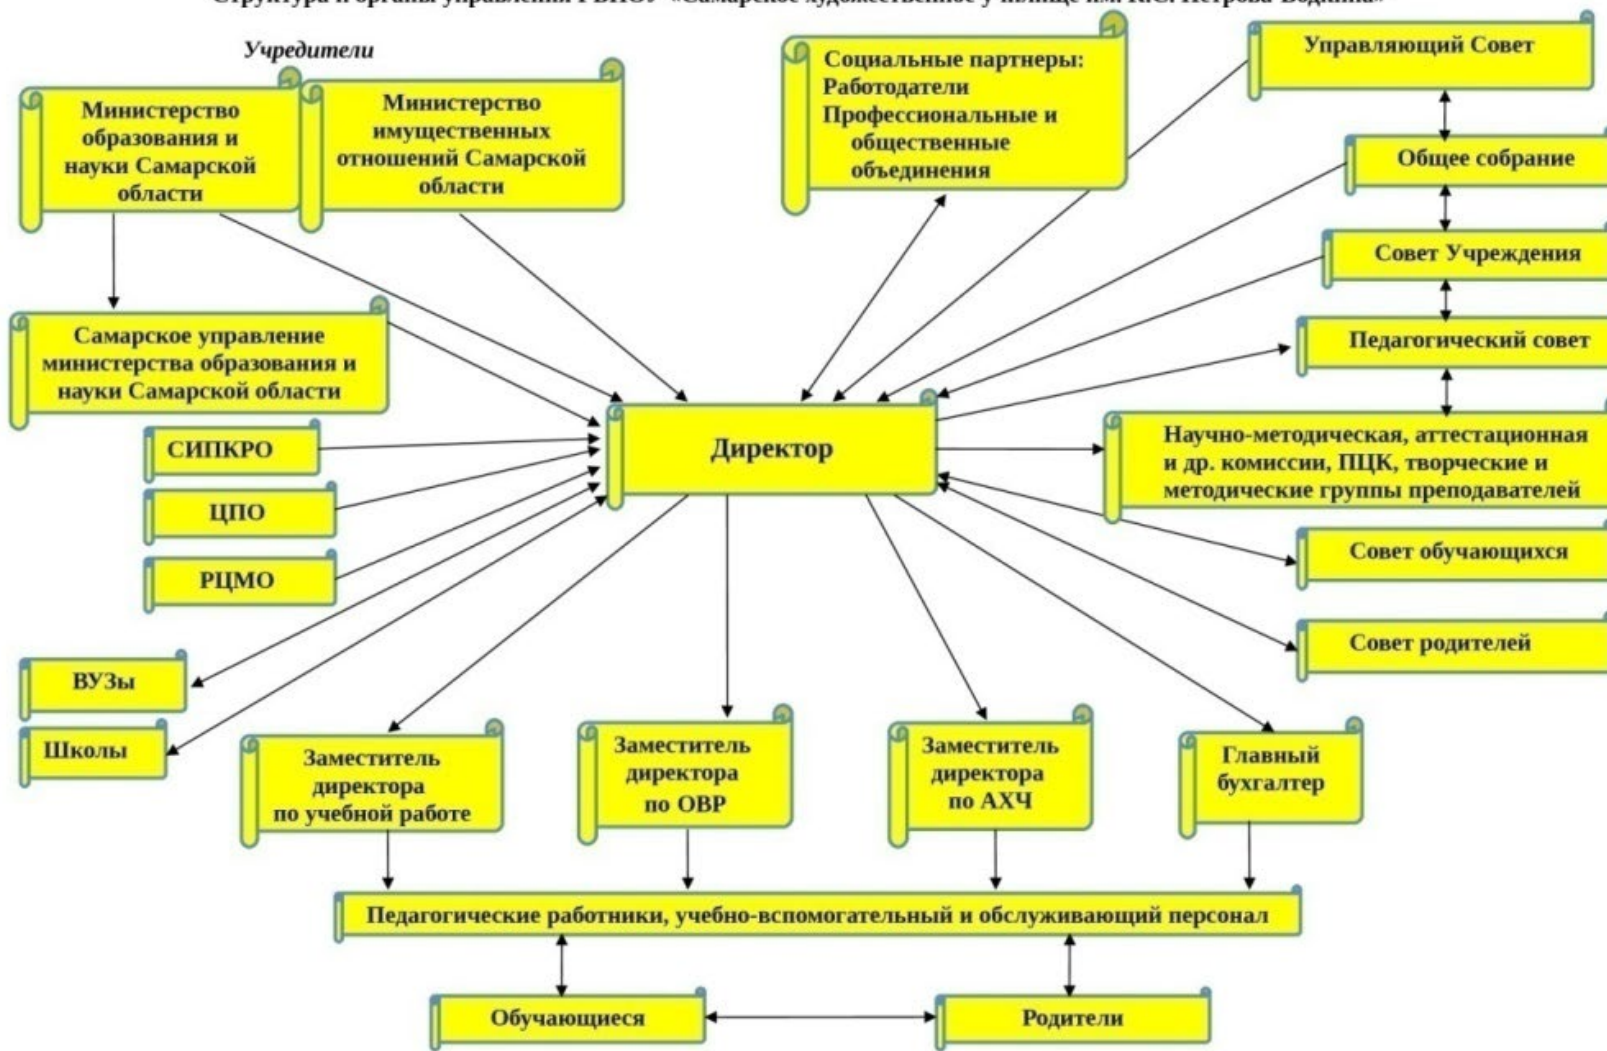 Учредители
Министерство
образования и
науки Самарской
области
Министерство
имущественных
отношений Самарской
области
Социальные партнеры:
Работодатели
Профессиональные и
общественные
объединения
Управляющий Совет
Общее собрание
Совет Учреждения
Педагогический совет
Самарское управление
министерства образования и
науки Самарской области
СИПКРО
ЦПО
РЦМО
ВУЗы
Школы
Директор
Научно-методическая, аттестационная
и др. комиссии, ПЦК, творческие и
методические группы преподавателей
Совет обучающихся
Совет родителей
Заместитель
директора
по учебной работе
Заместитель
директора
по ОВР
Заместитель
директора
по АХЧ
Главный
бухгалтер
Педагогические работники, учебно-вспомогательный и обслуживающий персонал
Обучающиеся
Родители